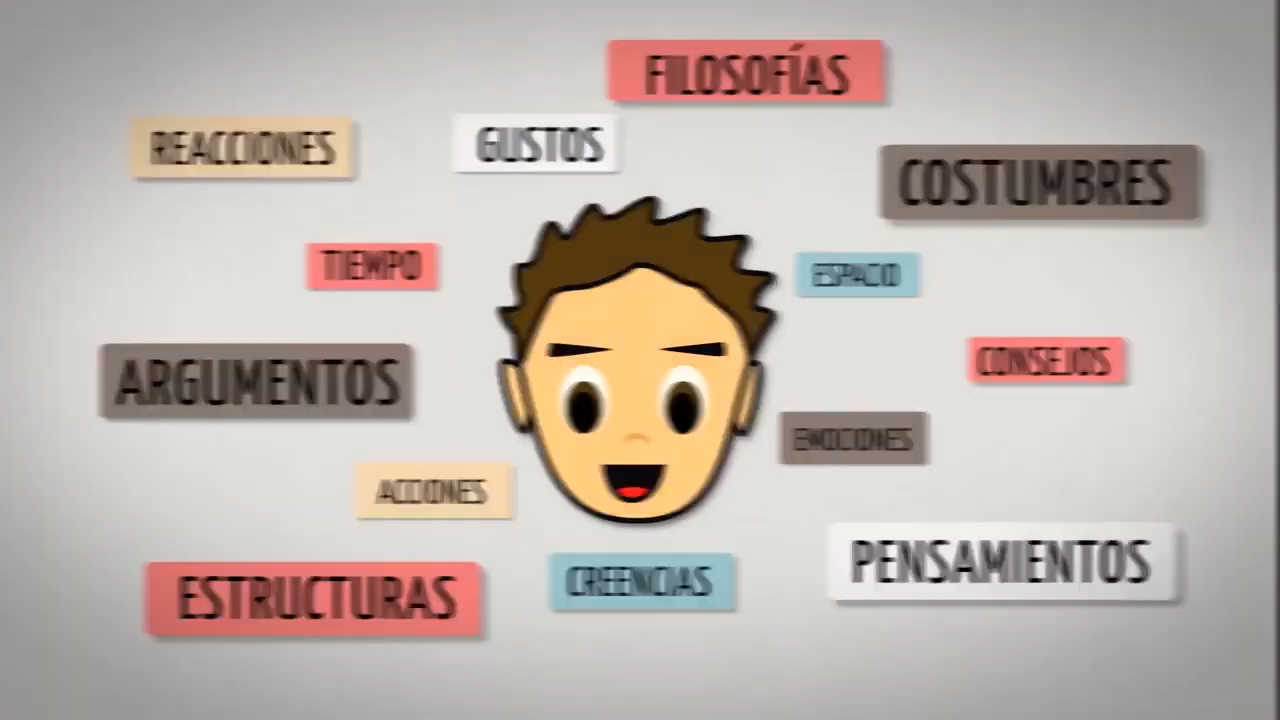 FILOSOFÍAS
REACCIONES
GUSTOS
COSTUMBRES
TIEMPO
ESPACIO
ARGUMENTOS
CONSEJOS
EMOCIONES
ACCIONES
PENSAMIENTOS
CREENCIAS
ESTRUCTURAS